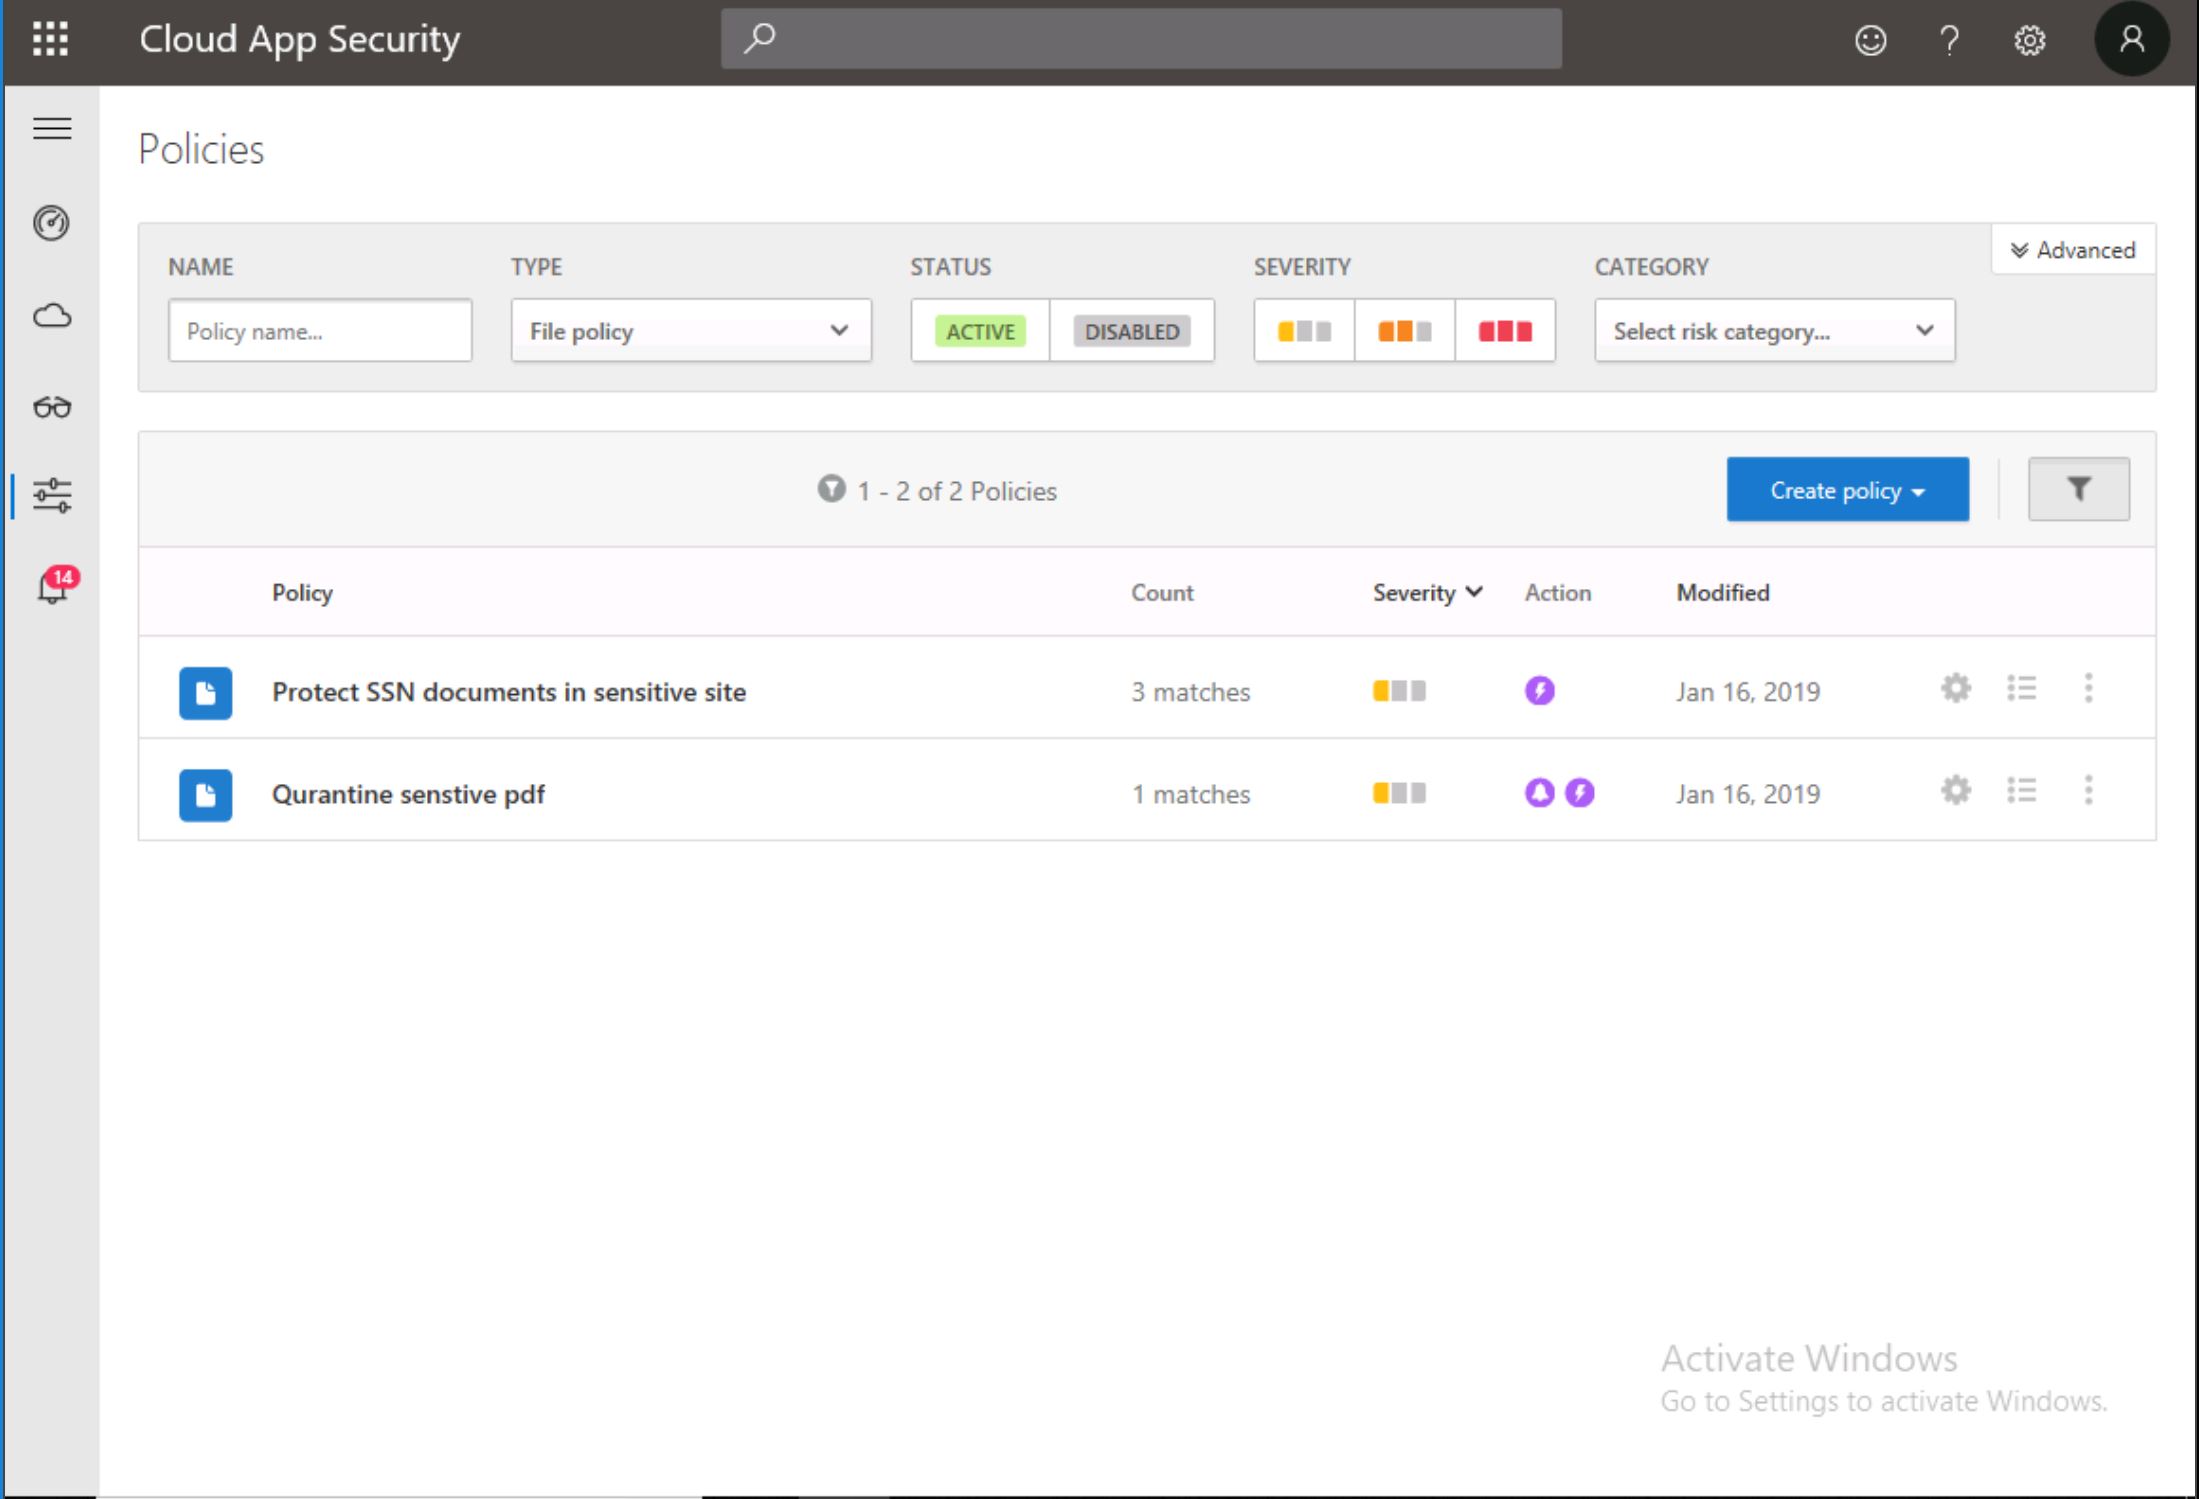 Cloud App Security
Policies
Advanced
NAME TYPE STATUS SEVERITY CATEGORY
Policy name... File policy ACTIVE DISABLED Select risk category...
1 - 2 of 2 Policies Create policy
14
Policy Count Severity Action Modified
Protect SSN documents in sensitive site 3 matches Jan 16, 2019
Qurantine senstive pdf 1 matches Jan 16, 2019
Activate Windows
Go to Settings to activate Windows.